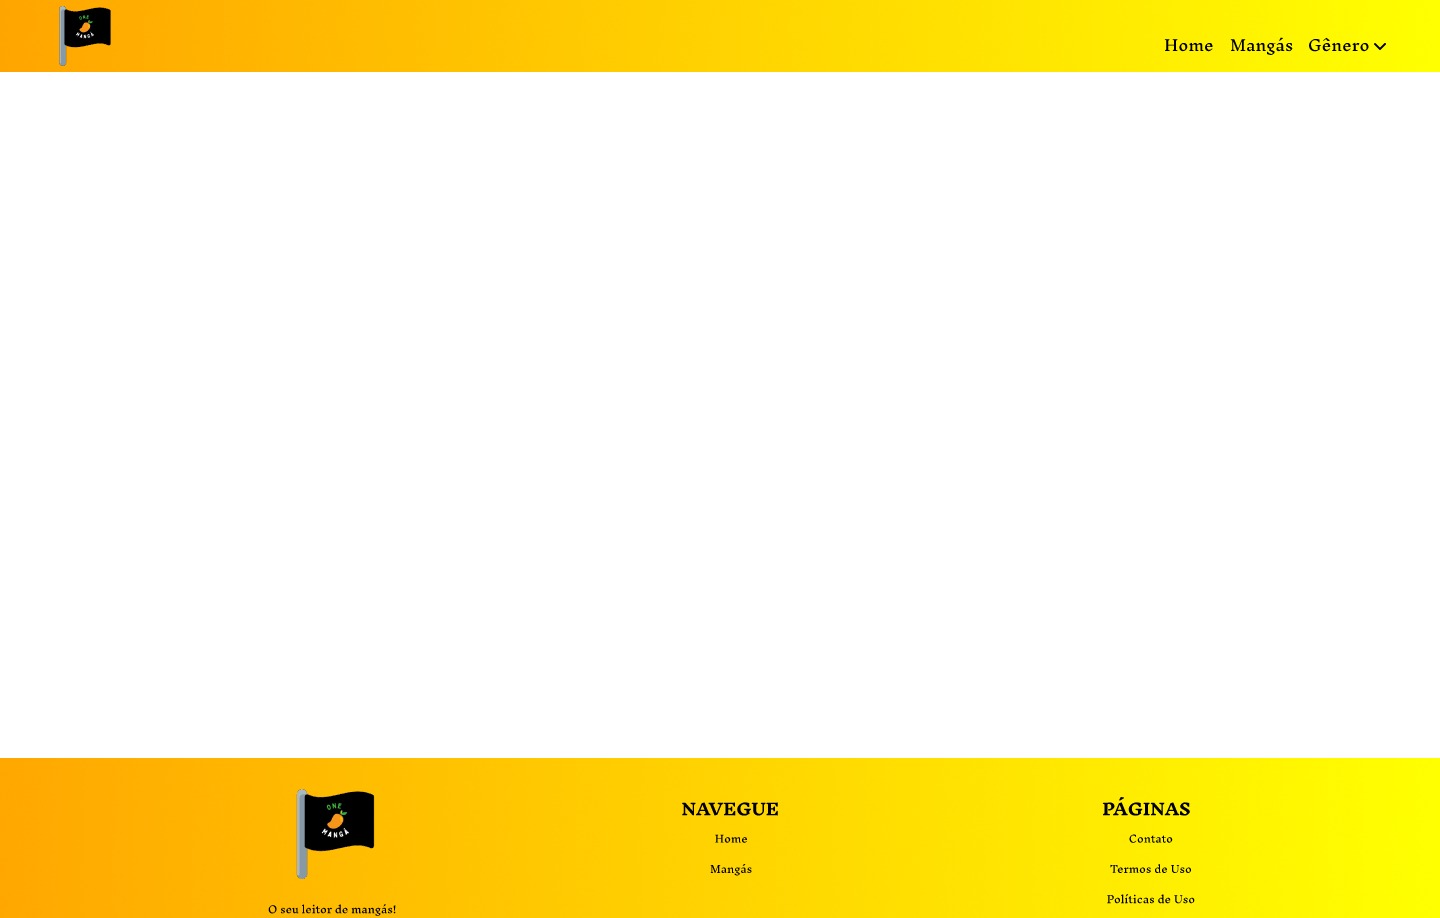 ONE
MANGÁ
Home Mangás Gênero
ONE
MANGÁ
O seu leitor de mangás!
NAVEGUE
Home
Mangás
PÁGINAS
Contato
Termos de Uso
Políticas de Uso